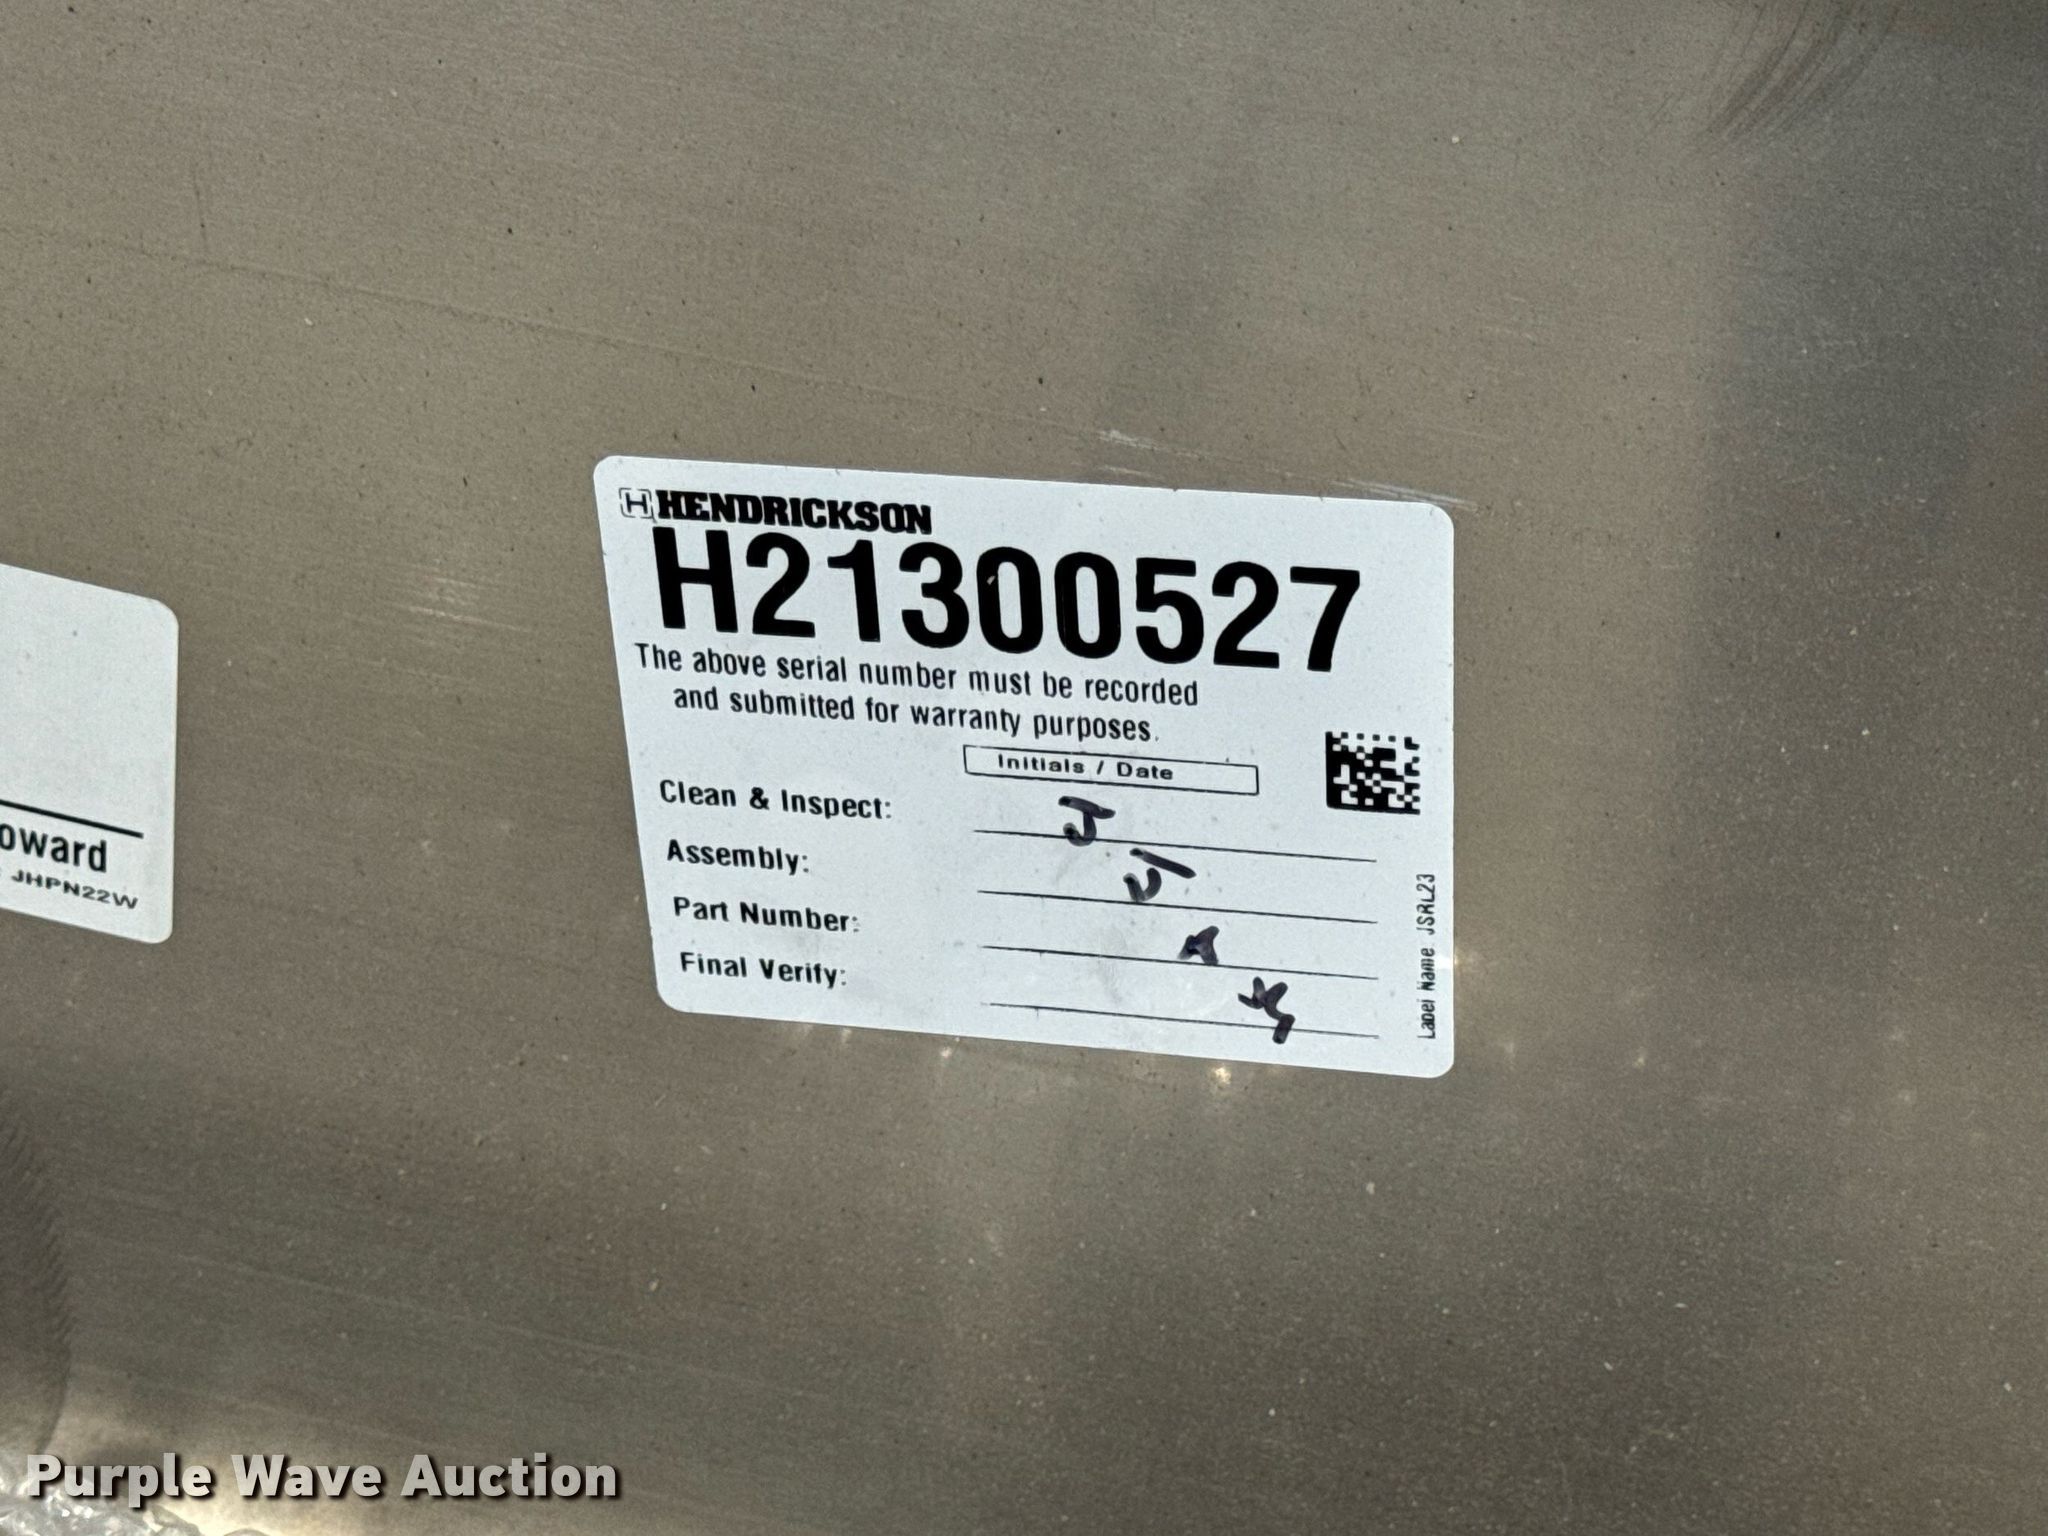 HENDRICKSON
H21300527
The above serial number must be recorded
and submitted for warranty purposes.
Initials / Date
Clean & Inspect:
Assembly:
Part Number:
Final Verify:
Label Name: JSRL23
oward
JHPN22W
Purple Wave Auction